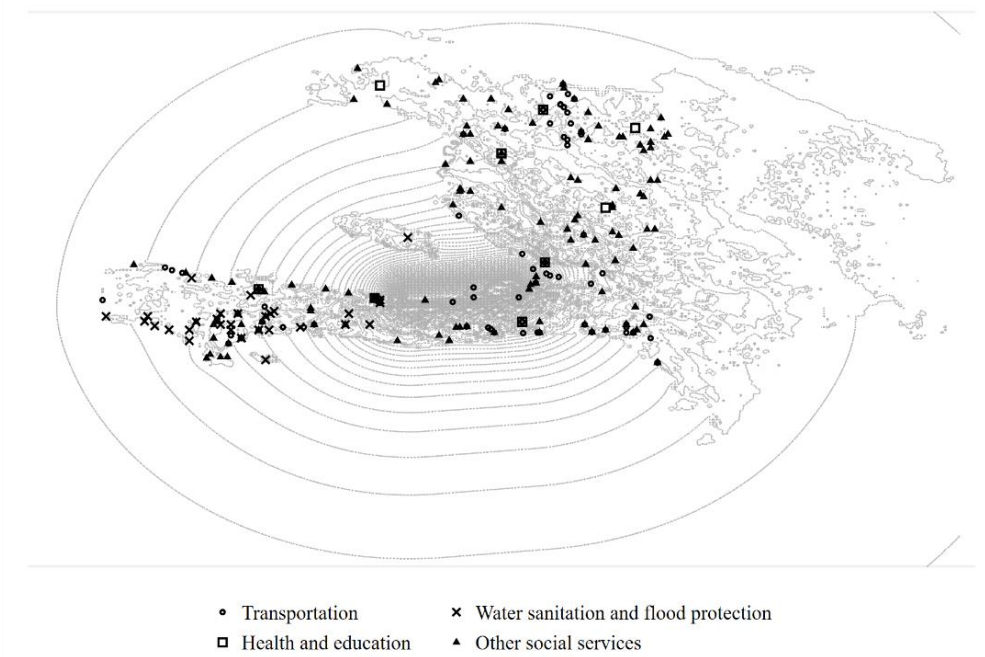 Transportation
Water sanitation and flood protection
Health and education
Other social services